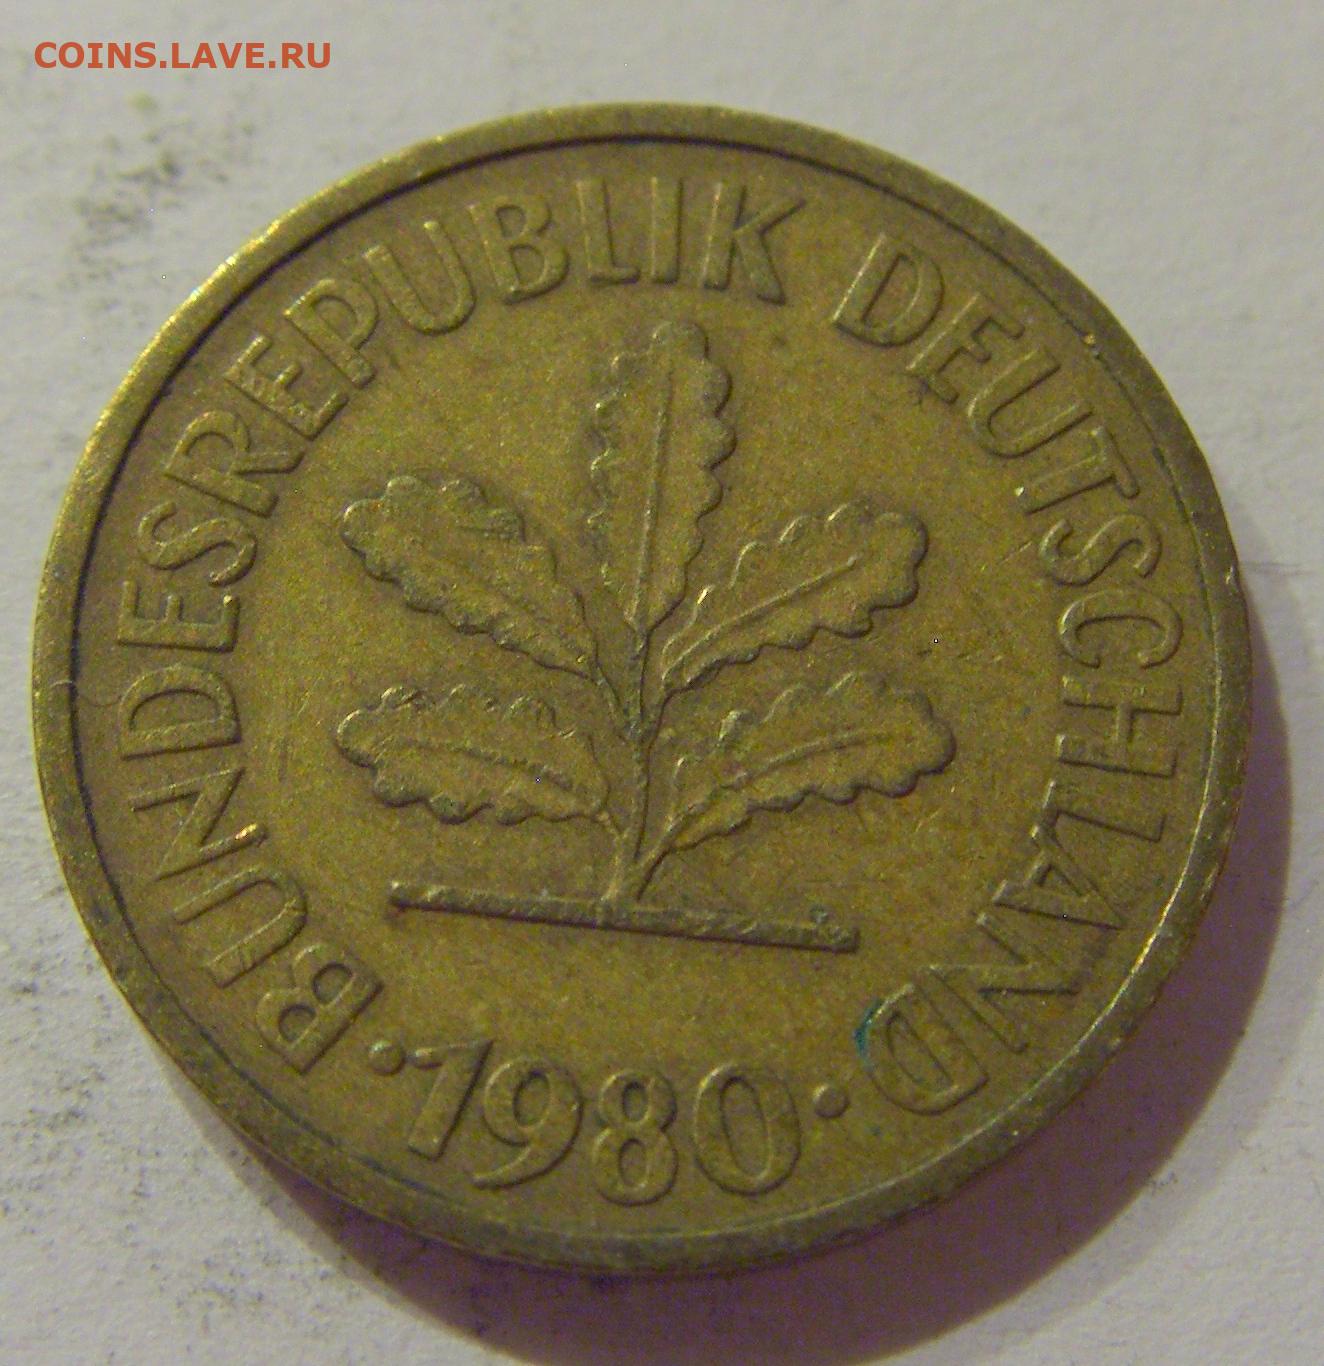 COINS.LAVE.RU
BUNDESREPUBLIK DEUTSCHLAND
·1980·